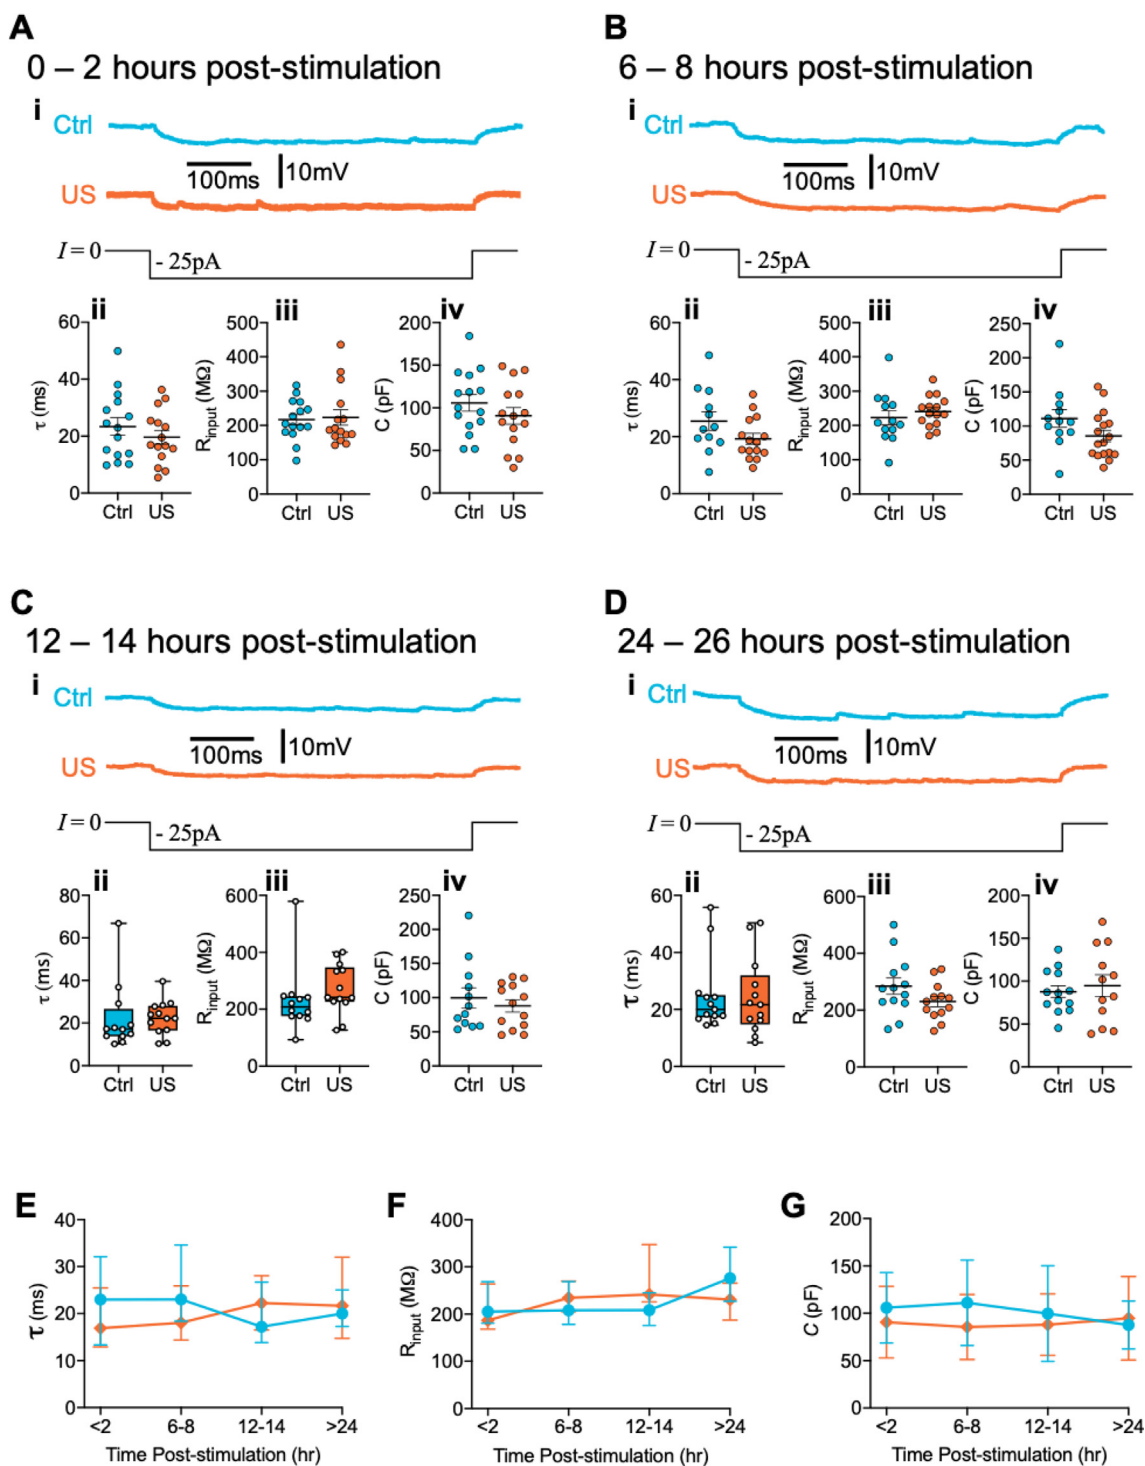 A
0 – 2 hours post-stimulation
i
Ctrl
100ms
10mV
US
I = 0
- 25pA
ii
iii
iv
60
40
20
0
τ (ms)
Ctrl US
500
400
300
200
100
0
Rinput (MΩ)
Ctrl US
200
150
100
50
0
C (pF)
Ctrl US
B
6 – 8 hours post-stimulation
i
Ctrl
100ms
10mV
US
I = 0
- 25pA
ii
iii
iv
60
40
20
0
τ (ms)
Ctrl US
500
400
300
200
100
0
Rinput (MΩ)
Ctrl US
250
200
150
100
50
0
C (pF)
Ctrl US
C
12 – 14 hours post-stimulation
i
Ctrl
100ms
10mV
US
I = 0
- 25pA
ii
iii
iv
80
60
40
20
0
τ (ms)
Ctrl US
600
400
200
0
Rinput (MΩ)
Ctrl US
250
200
150
100
50
0
C (pF)
Ctrl US
D
24 – 26 hours post-stimulation
i
Ctrl
100ms
10mV
US
I = 0
- 25pA
ii
iii
iv
60
40
20
0
τ (ms)
Ctrl US
600
400
200
0
Rinput (MΩ)
Ctrl US
200
150
100
50
0
C (pF)
Ctrl US
E
40
30
20
10
0
τ (ms)
<2 6-8 12-14 >24
Time Post-stimulation (hr)
F
400
300
200
100
0
Rinput (MΩ)
<2 6-8 12-14 >24
Time Post-stimulation (hr)
G
200
150
100
50
0
C (pF)
<2 6-8 12-14 >24
Time Post-stimulation (hr)